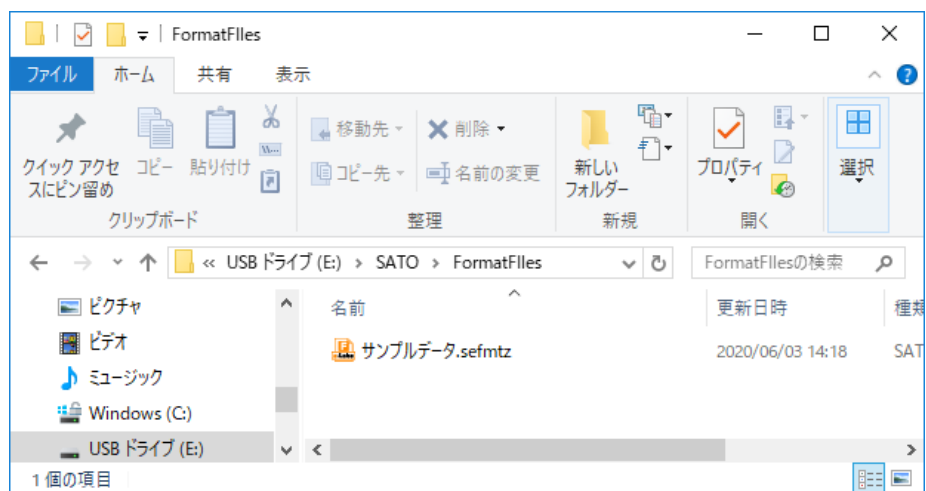 FormatFIles
ファイル ホーム 共有 表示
クイック アクセスにピン留め
コピー
貼り付け
移動先
コピー先
削除
名前の変更
新しい
フォルダー
プロパティ
選択
クリップボード 整理 新規 開く
« USB ドライブ (E:) > SATO > FormatFIles
FormatFIlesの検索
名前 更新日時 種類
サンプルデータ.sefmtz 2020/06/03 14:18 SAT
ピクチャ
ビデオ
ミュージック
Windows (C:)
USB ドライブ (E:)
1 個の項目